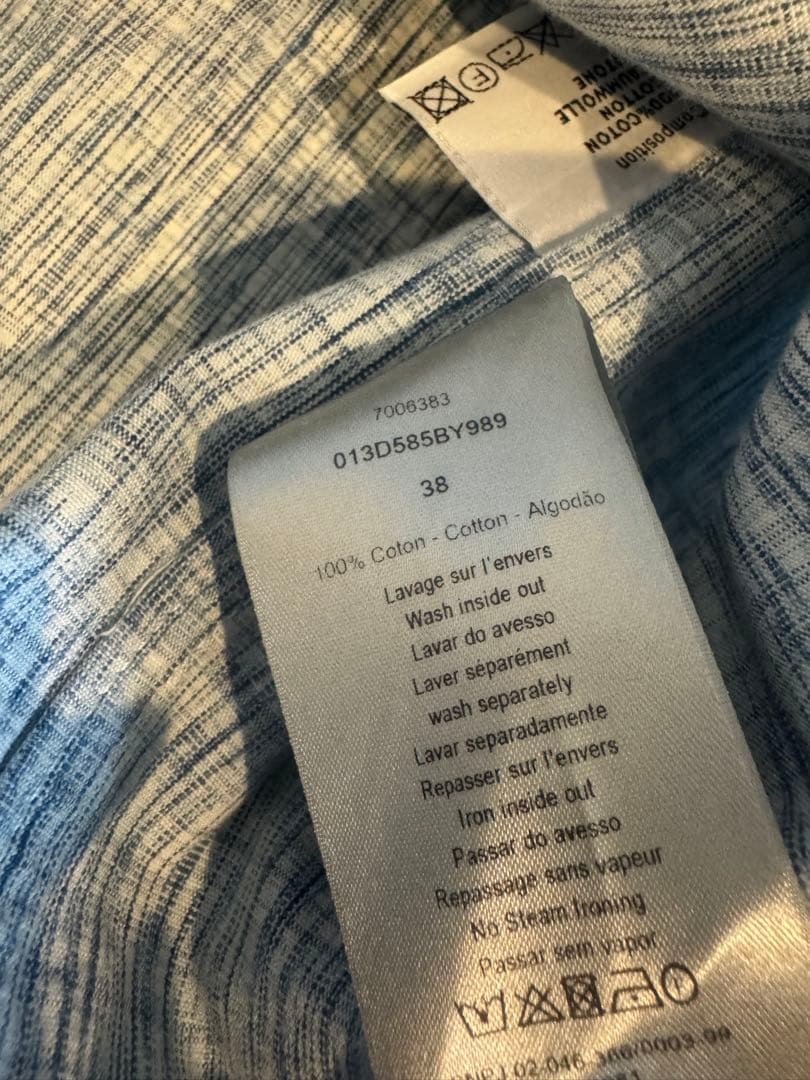 Composition
100% COTON
COTTON
BAUMWOLLE
F
7006383
013D585BY989
38
100% Coton - Cotton - Algodão
Lavage sur l'envers
Wash inside out
Lavar do avesso
Laver séparément
wash separately
Lavar separadamente
Repasser sur l'envers
Iron inside out
Passar do avesso
Repassage sans vapeur
No Steam Ironing
Passar sem vapor